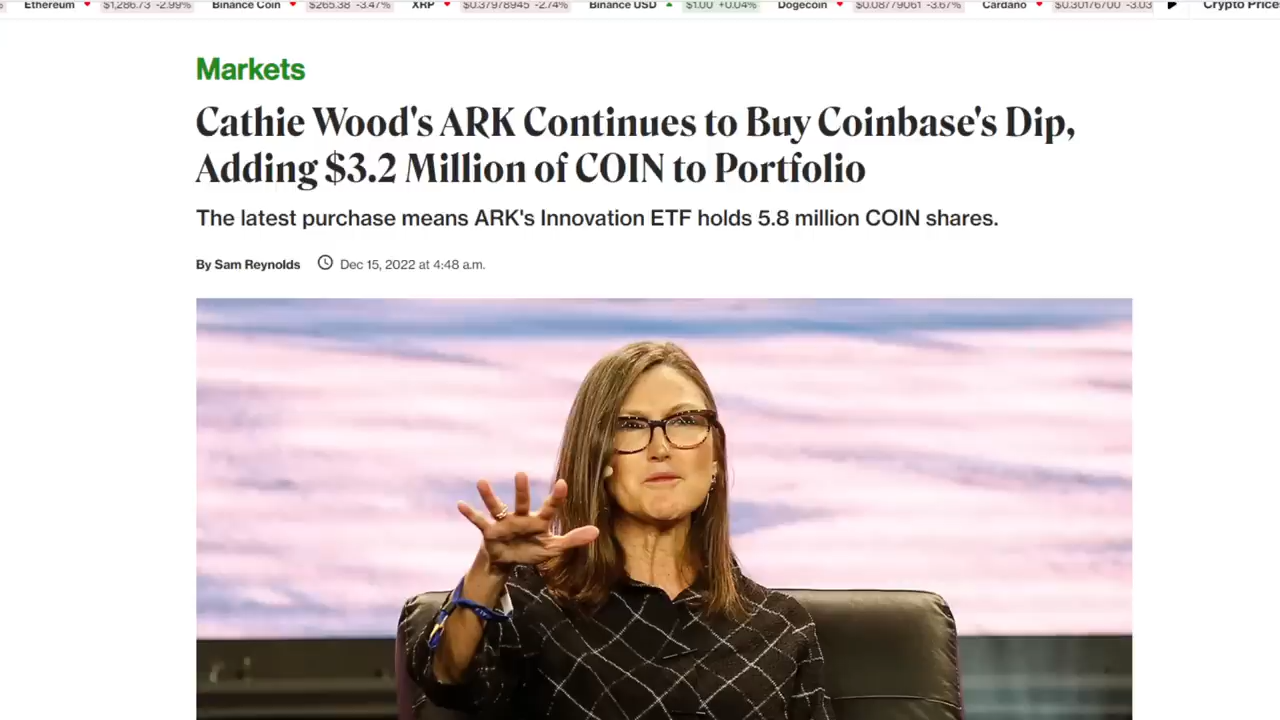 Ethereum $1,286.73 -2.99% Binance Coin $265.38 -3.47% XRP $0.37978945 -2.74% Binance USD $1.00 +0.04% Dogecoin $0.08779061 -3.67% Cardano $0.30176700 -3.03 Crypto Price
Markets
Cathie Wood's ARK Continues to Buy Coinbase's Dip,
Adding $3.2 Million of COIN to Portfolio
The latest purchase means ARK's Innovation ETF holds 5.8 million COIN shares.
By Sam Reynolds Dec 15, 2022 at 4:48 a.m.